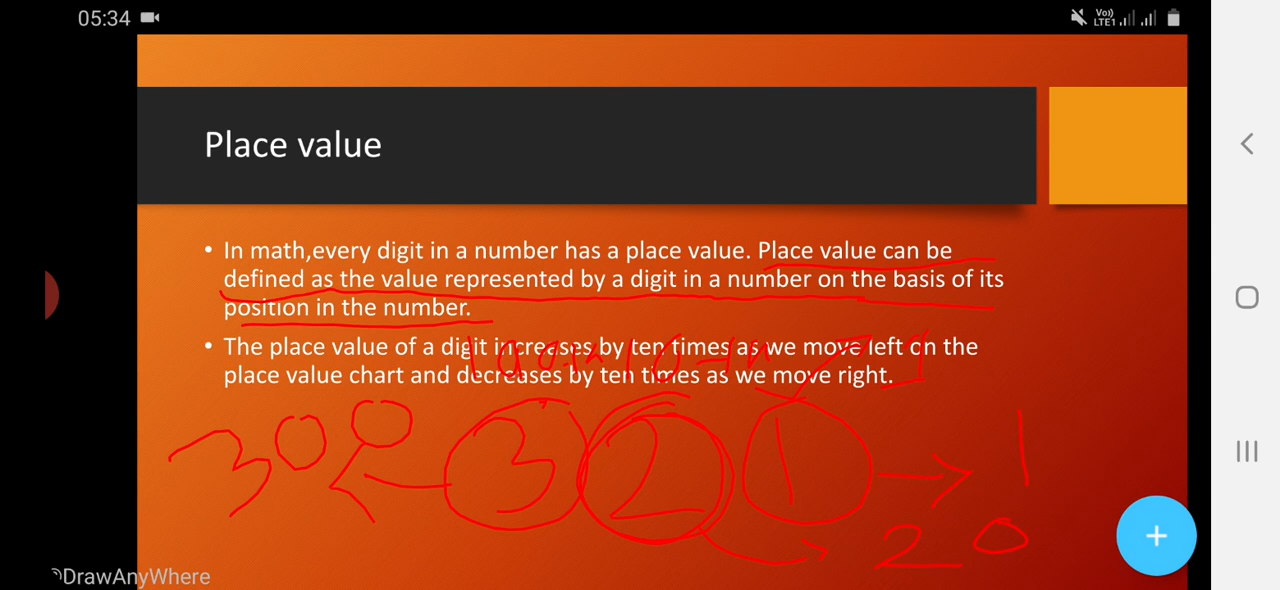 05:34
Vo))
LTE1
Place value
• In math,every digit in a number has a place value. Place value can be
defined as the value represented by a digit in a number on the basis of its
position in the number.
• The place value of a digit increases by ten times as we move left on the
place value chart and decreases by ten times as we move right.
300 3 2 1 1
20
DrawAnyWhere